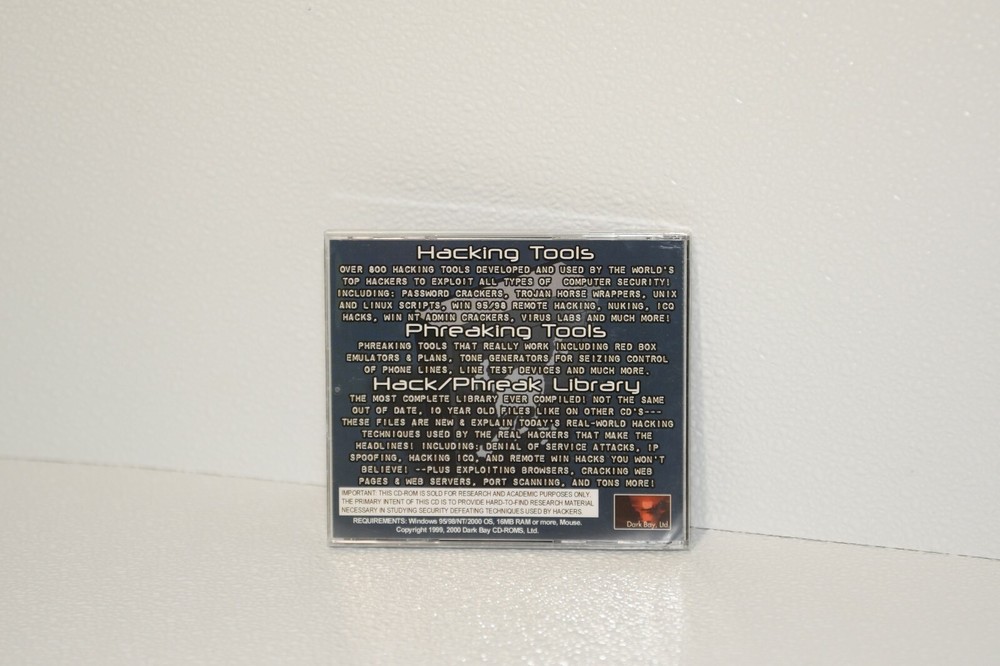 Hacking Tools
OVER 800 HACKING TOOLS DEVELOPED AND USED BY THE WORLD'S
TOP HACKERS TO EXPLOIT ALL TYPES OF COMPUTER SECURITY!
INCLUDING: PASSWORD CRACKERS, TROJAN HORSE WRAPPERS, UNIX
AND LINUX SCRIPTS, WIN 95/98 REMOTE HACKING, NUKING, ICQ
HACKS, WIN NT ADMIN CRACKERS, VIRUS LABS AND MUCH MORE!
Phreaking Tools
PHREAKING TOOLS THAT REALLY WORK INCLUDING RED BOX
EMULATORS & PLANS, TONE GENERATORS FOR SEIZING CONTROL
OF PHONE LINES, LINE TEST DEVICES AND MUCH MORE.
Hack/Phreak Library
THE MOST COMPLETE LIBRARY EVER COMPILED! NOT THE SAME
OUT OF DATE, 10 YEAR OLD FILES LIKE ON OTHER CD'S---
THESE FILES ARE NEW & EXPLAIN TODAY'S REAL-WORLD HACKING
TECHNIQUES USED BY THE REAL HACKERS THAT MAKE THE
HEADLINES! INCLUDING: DENIAL OF SERVICE ATTACKS, IP
SPOOFING, HACKING ICQ, AND REMOTE WIN HACKS YOU WON'T
BELIEVE! --PLUS EXPLOITING BROWSERS, CRACKING WEB
PAGES & WEB SERVERS, PORT SCANNING, AND TONS MORE!
IMPORTANT: THIS CD-ROM IS SOLD FOR RESEARCH AND ACADEMIC PURPOSES ONLY.
THE PRIMARY INTENT OF THIS CD IS TO PROVIDE HARD-TO-FIND RESEARCH MATERIAL
NECESSARY IN STUDYING SECURITY DEFEATING TECHNIQUES USED BY HACKERS.
REQUIREMENTS: Windows 95/98/NT/2000 OS, 16MB RAM or more, Mouse.
Copyright 1999, 2000 Dark Bay CD-ROMS, Ltd.
Dark Bay, Ltd.